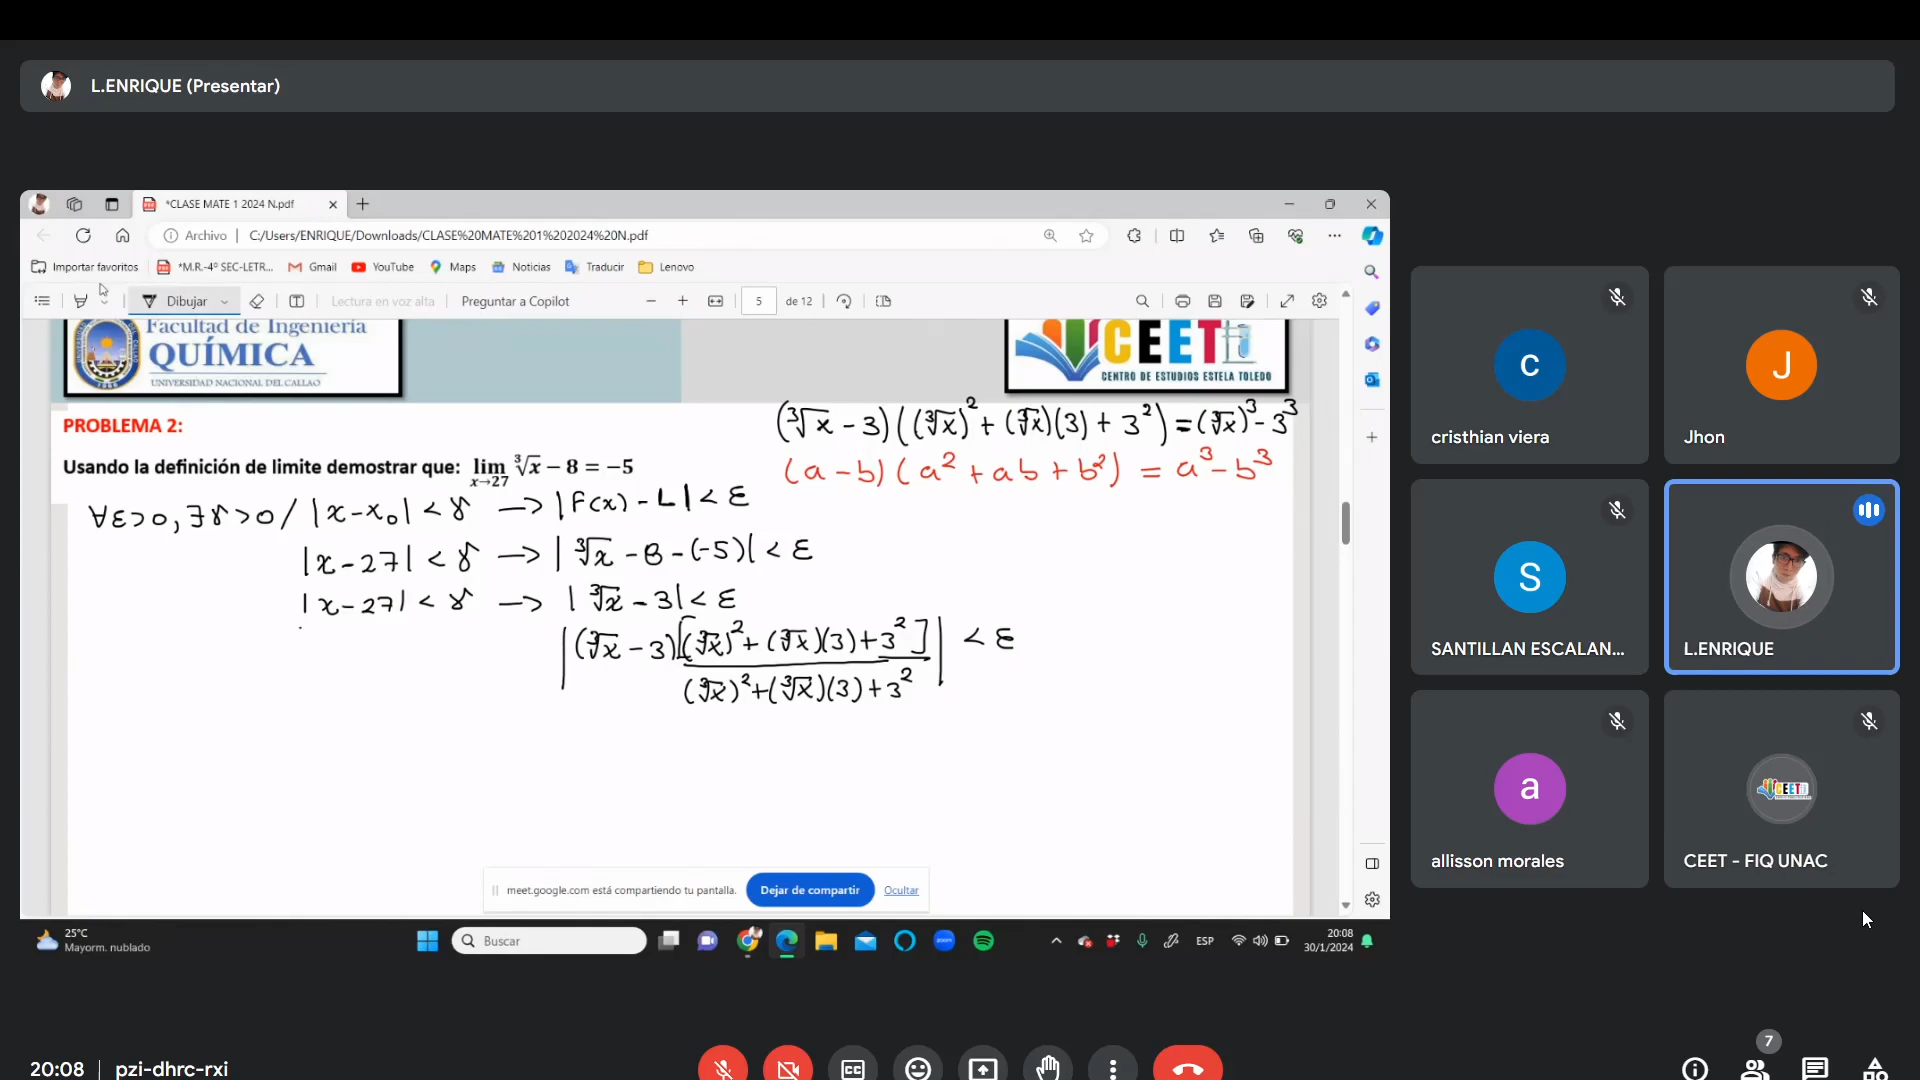 L.ENRIQUE (Presentar)
*CLASE MATE 1 2024 N.pdf
Archivo | C:/Users/ENRIQUE/Downloads/CLASE%20MATE%201%202024%20N.pdf
Importar favoritos *M.R.-4º SEC-LETR... Gmail YouTube Maps Noticias Traducir Lenovo
Dibujar Lectura en voz alta Preguntar a Copilot 5 de 12
Facultad de Ingeniería
QUÍMICA
UNIVERSIDAD NACIONAL DEL CALLAO
CEET
CENTRO DE ESTUDIOS ESTELA TOLEDO
PROBLEMA 2:
(∛x - 3)((∛x)² + (∛x)(3) + 3²) = (∛x)³ - 3³
Usando la definición de limite demostrar que: lim x→27 ∛x − 8 = −5
(a - b)(a² + ab + b²) = a³ - b³
∀ε>0, ∃δ>0 / |x-x₀| < δ → |F(x) - L| < ε
|x-27| < δ → |∛x - 8 - (-5)| < ε
|x-27| < δ → |∛x - 3| < ε
|(∛x - 3)[(∛x)² + (∛x)(3) + 3²]| < ε
(∛x)² + (∛x)(3) + 3²
meet.google.com está compartiendo tu pantalla. Dejar de compartir Ocultar
25°C
Mayorm. nublado
Buscar
zoom
ESP
20:08
30/1/2024
c
cristhian viera
J
Jhon
S
SANTILLAN ESCALAN...
L.ENRIQUE
a
allisson morales
CEET
CEET - FIQ UNAC
20:08 | pzi-dhrc-rxi
CC
7